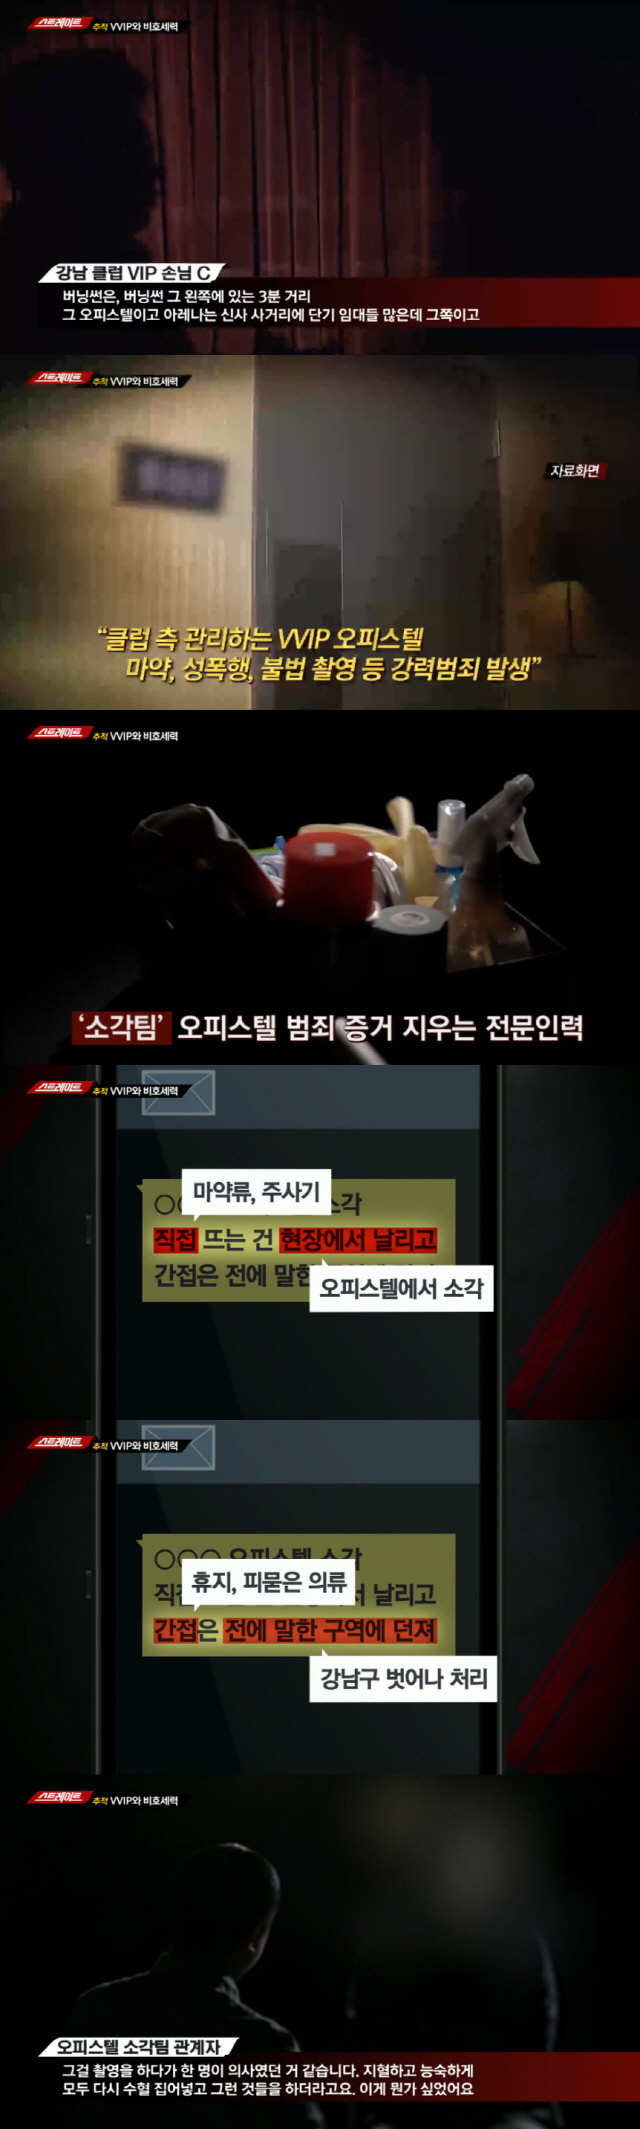 스트레이트 추적 VVIP와 비호세력
강남 클럽 VIP 손님 C
버닝썬은, 버닝썬 그 왼쪽에 있는 3분 거리
그 오피스텔이고 아레나는 신사 사거리에 단기 임대들 많은데 그쪽이고
스트레이트 추적 VVIP와 비호세력
자료화면
“클럽 측 관리하는 VVIP 오피스텔
마약, 성폭행, 불법 촬영 등 강력범죄 발생”
스트레이트 추적 VVIP와 비호세력
‘소각팀’ 오피스텔 범죄 증거 지우는 전문인력
스트레이트 추적 VVIP와 비호세력
마약류, 주사기
소각
직접 뜨는 건 현장에서 날리고
간접은 전에 말한
오피스텔에서 소각
스트레이트 추적 VVIP와 비호세력
○○○ 오피스텔 소각
휴지, 피묻은 의류
날리고
간접은 전에 말한 구역에 던져
강남구 벗어나 처리
스트레이트 추적 VVIP와 비호세력
오피스텔 소각팀 관계자
그걸 촬영을 하다가 한 명이 의사였던 거 같습니다. 지혈하고 능숙하게
모두 다시 수혈 집어넣고 그런 것들을 하더라고요. 이게 뭔가 싶었어요